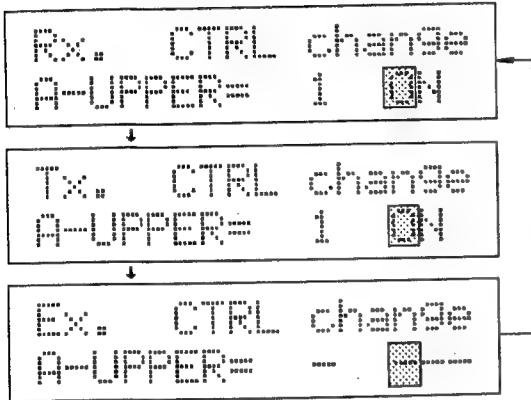 Rx. CTRL change
A-UPPER= 1 ON
Tx. CTRL change
A-UPPER= 1 ON
Ex. CTRL change
A-UPPER= - ---